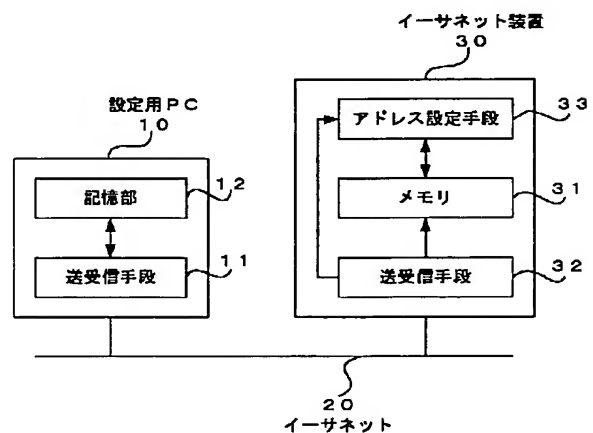 イーサネット装置
30
設定用PC
10
アドレス設定手段
33
記憶部
12
メモリ
31
送受信手段
11
送受信手段
32
20
イーサネット